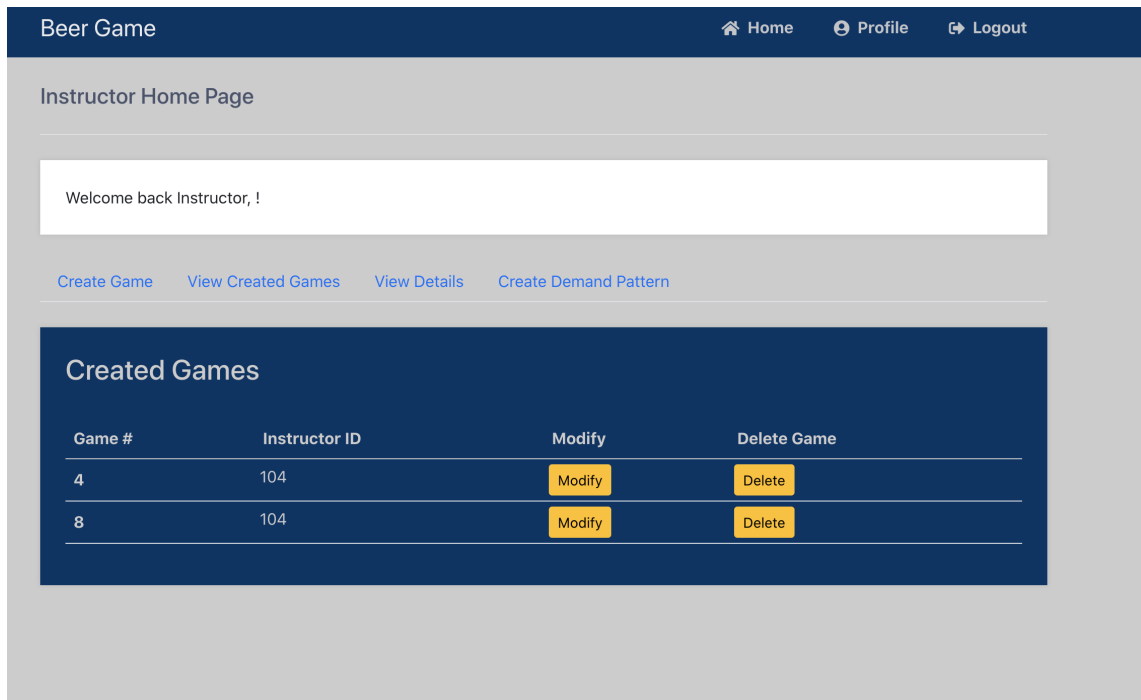 Beer Game Home Profile Logout
Instructor Home Page
Welcome back Instructor, !
Create Game View Created Games View Details Create Demand Pattern
Created Games
Game # Instructor ID Modify Delete Game
4 104 Modify Delete
8 104 Modify Delete